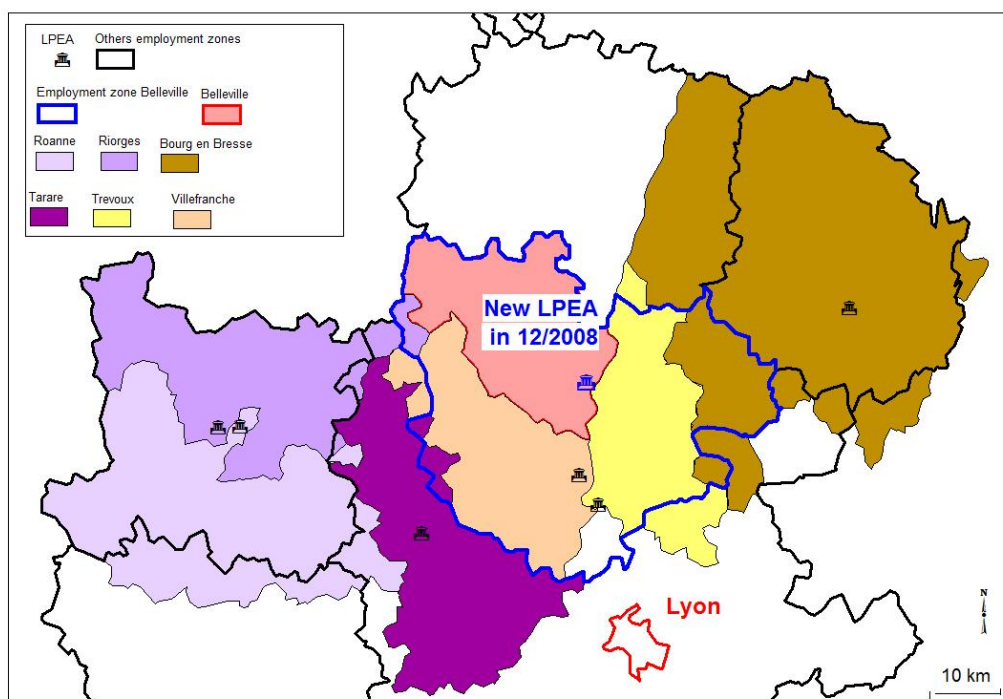 LPEA Others employment zones
Employment zone Belleville Belleville
Roanne Riorges Bourg en Bresse
Tarare Trevoux Villefranche
New LPEA
in 12/2008
Lyon
N
10 km